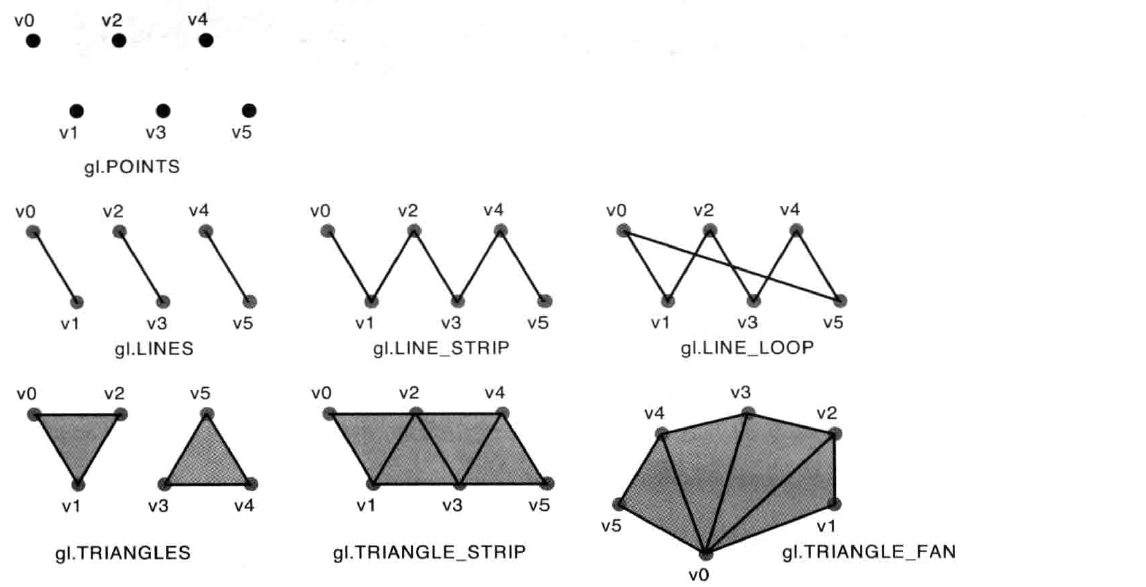 v0 v2 v4
v1 v3 v5
gl.POINTS
v0 v2 v4 v0 v2 v4 v0 v2 v4
v1 v3 v5 v1 v3 v5 v1 v3 v5
gl.LINES gl.LINE_STRIP gl.LINE_LOOP
v0 v2 v5 v0 v2 v4 v4 v3 v2
v1 v3 v4 v1 v3 v5 v5 v1
gl.TRIANGLES gl.TRIANGLE_STRIP gl.TRIANGLE_FAN
v0